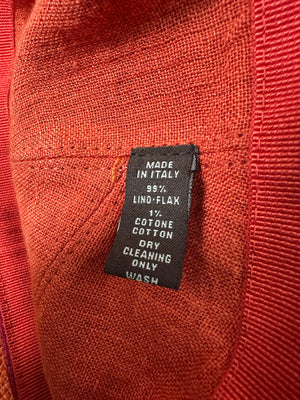 MADE
IN ITALY
99%
LINO-FLAX
1%
COTONE
COTTON
DRY
CLEANING
ONLY
WASH